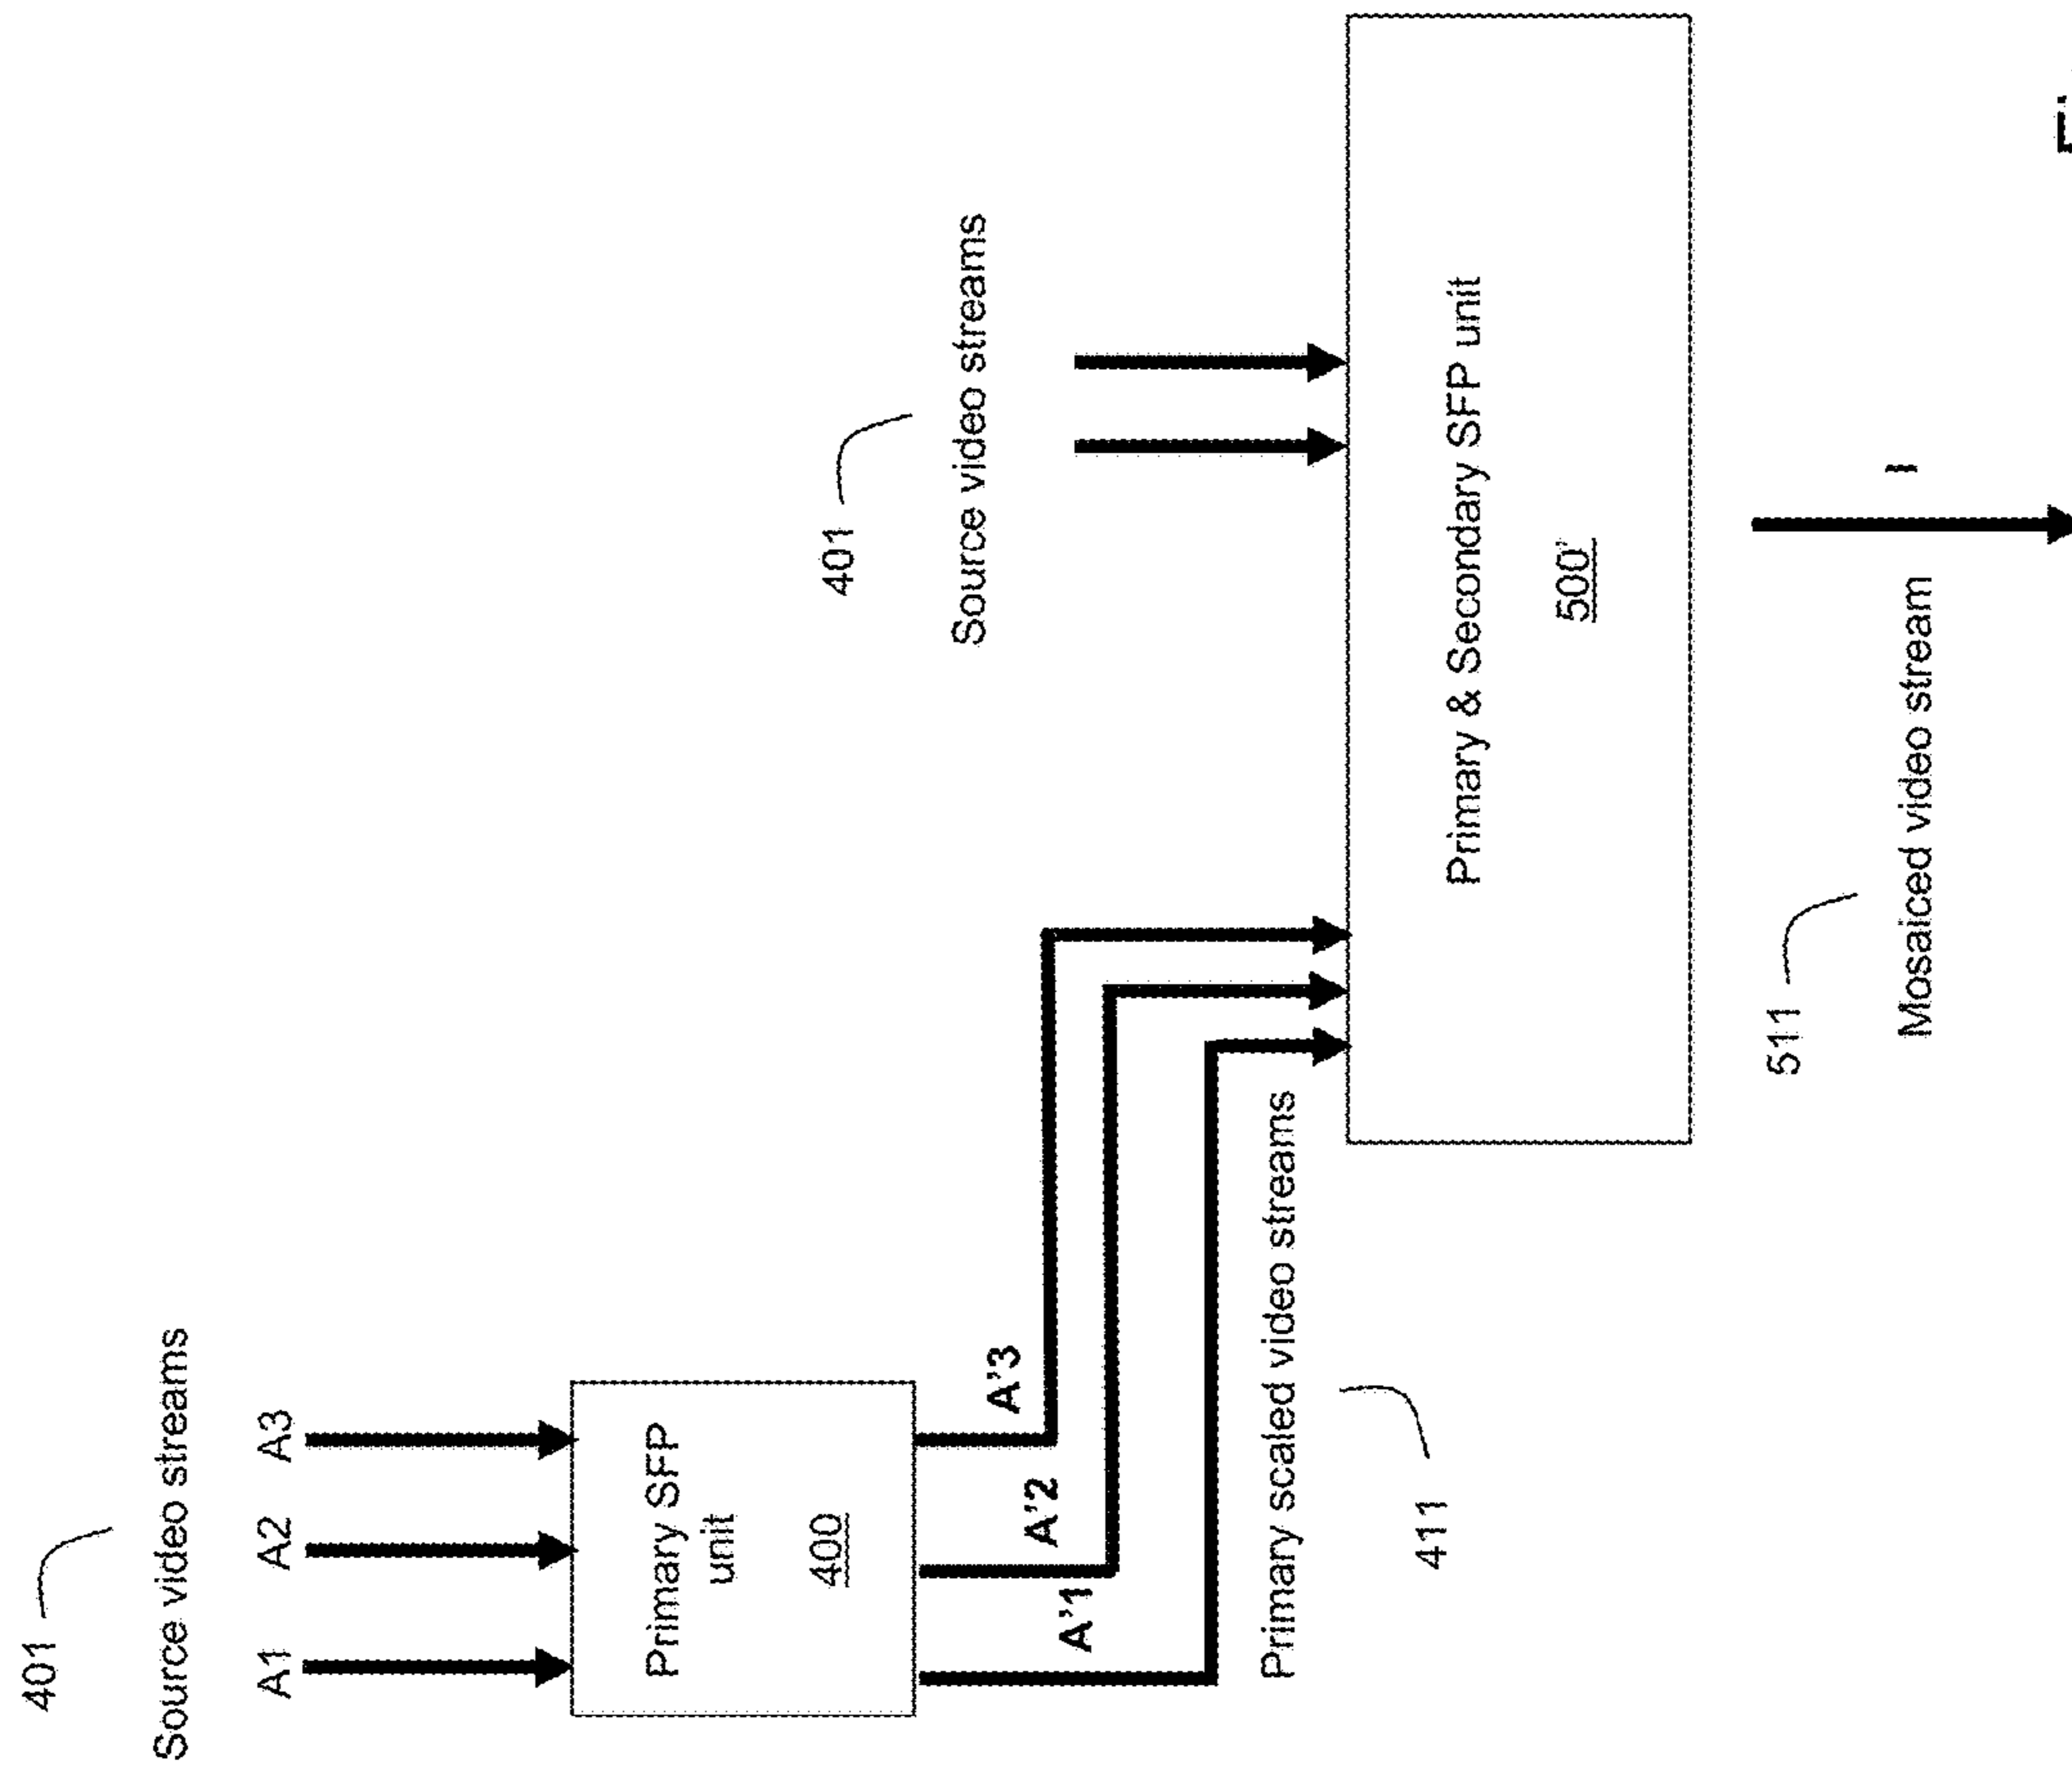 401
Source video streams
A1 A2 A3
Primary SFP
unit
400
A'1 A'2 A'3
Primary scaled video streams
411
401
Source video streams
Primary & Secondary SFP unit
500'
511
Mosaiced video stream
I